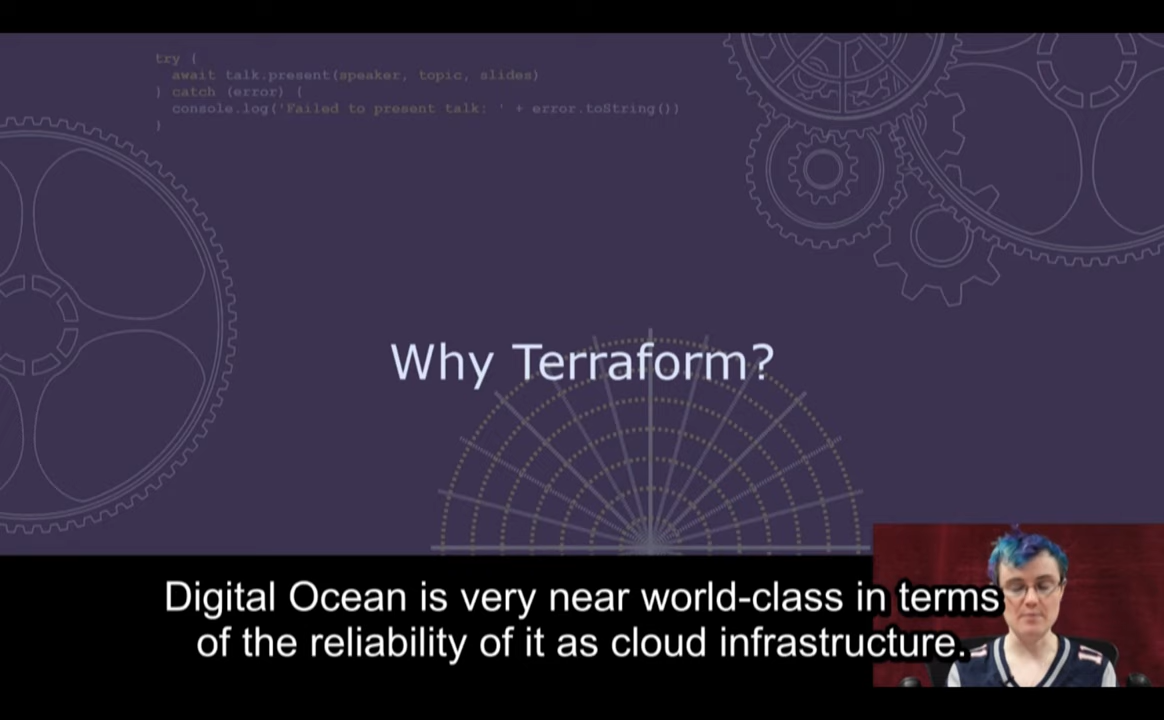 try {
await talk.present(speaker, topic, slides)
} catch (error) {
console.log('Failed to present talk: ' + error.toString())
}
Why Terraform?
Digital Ocean is very near world-class in terms
of the reliability of it as cloud infrastructure.